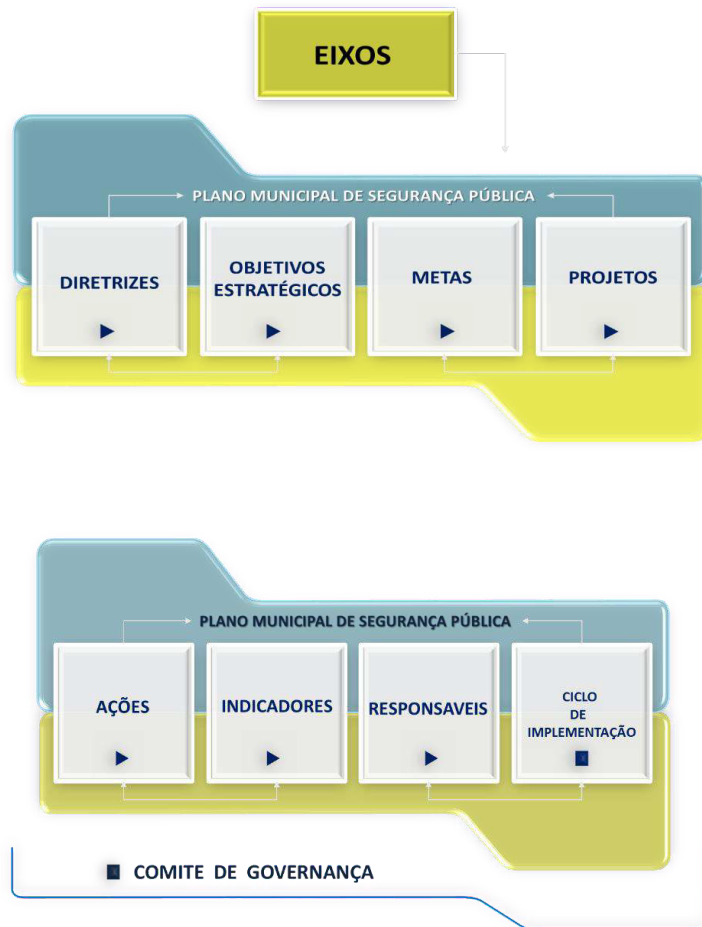 EIXOS
PLANO MUNICIPAL DE SEGURANÇA PÚBLICA
DIRETRIZES
OBJETIVOS
ESTRATÉGICOS
METAS
PROJETOS
PLANO MUNICIPAL DE SEGURANÇA PÚBLICA
AÇÕES
INDICADORES
RESPONSAVEIS
CICLO
DE
IMPLEMENTAÇÃO
COMITE DE GOVERNANÇA